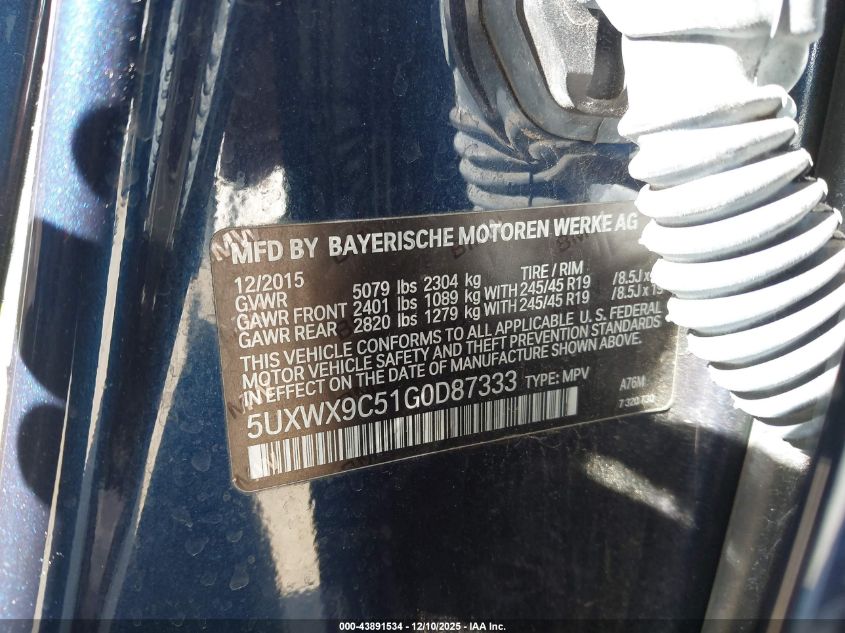 MFD BY BAYERISCHE MOTOREN WERKE AG
12/2015 TIRE / RIM
GVWR 5079 lbs 2304 kg
GAWR FRONT 2401 lbs 1089 kg WITH 245/45 R19 /8.5J x
GAWR REAR 2820 lbs 1279 kg WITH 245/45 R19 /8.5J x
THIS VEHICLE CONFORMS TO ALL APPLICABLE U. S. FEDERAL
MOTOR VEHICLE SAFETY AND THEFT PREVENTION STANDARDS
IN EFFECT ON THE DATE OF MANUFACTURE SHOWN ABOVE.
5UXWX9C51G0D87333 TYPE: MPV A76M
7 320 730
000-43891534 - 12/10/2025 - IAA Inc.